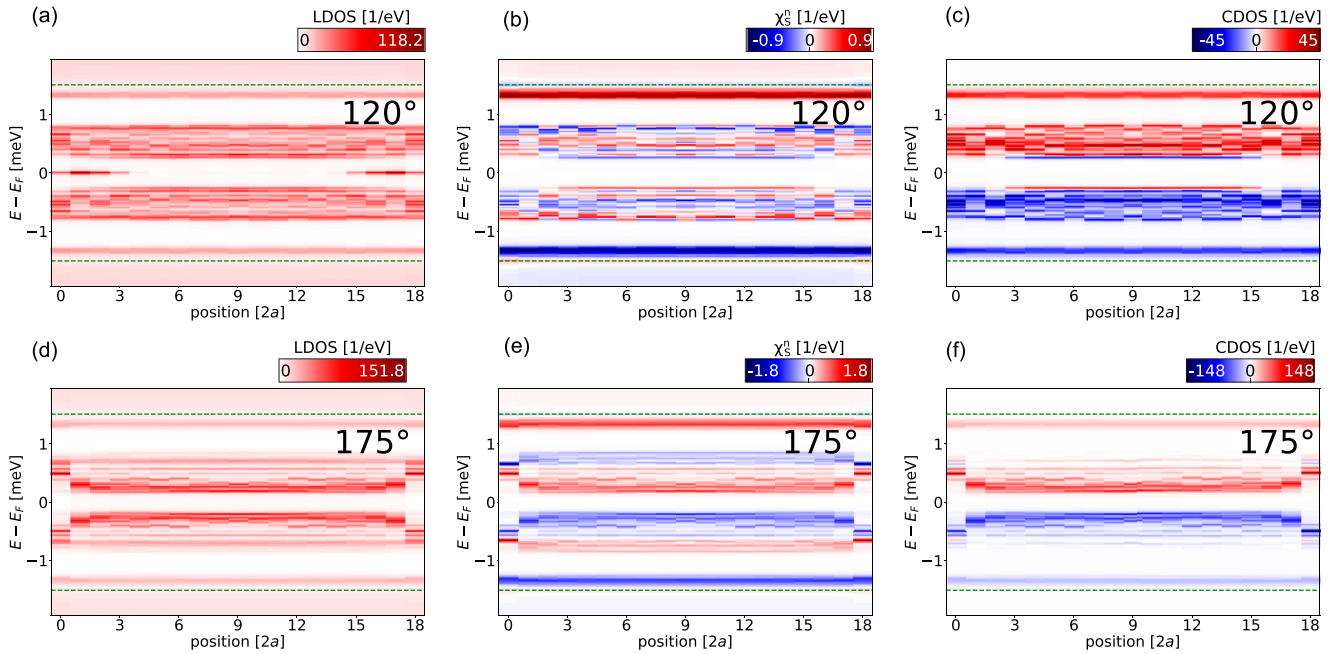 (a)
LDOS [1/eV]
0 118.2
120°
E − E_F [meV]
1
0
−1
0 3 6 9 12 15 18
position [2a]
(b)
χ_S^n [1/eV]
-0.9 0 0.9
120°
E − E_F [meV]
1
0
−1
0 3 6 9 12 15 18
position [2a]
(c)
CDOS [1/eV]
-45 0 45
120°
E − E_F [meV]
1
0
−1
0 3 6 9 12 15 18
position [2a]
(d)
LDOS [1/eV]
0 151.8
175°
E − E_F [meV]
1
0
−1
0 3 6 9 12 15 18
position [2a]
(e)
χ_S^n [1/eV]
-1.8 0 1.8
175°
E − E_F [meV]
1
0
−1
0 3 6 9 12 15 18
position [2a]
(f)
CDOS [1/eV]
-148 0 148
175°
E − E_F [meV]
1
0
−1
0 3 6 9 12 15 18
position [2a]